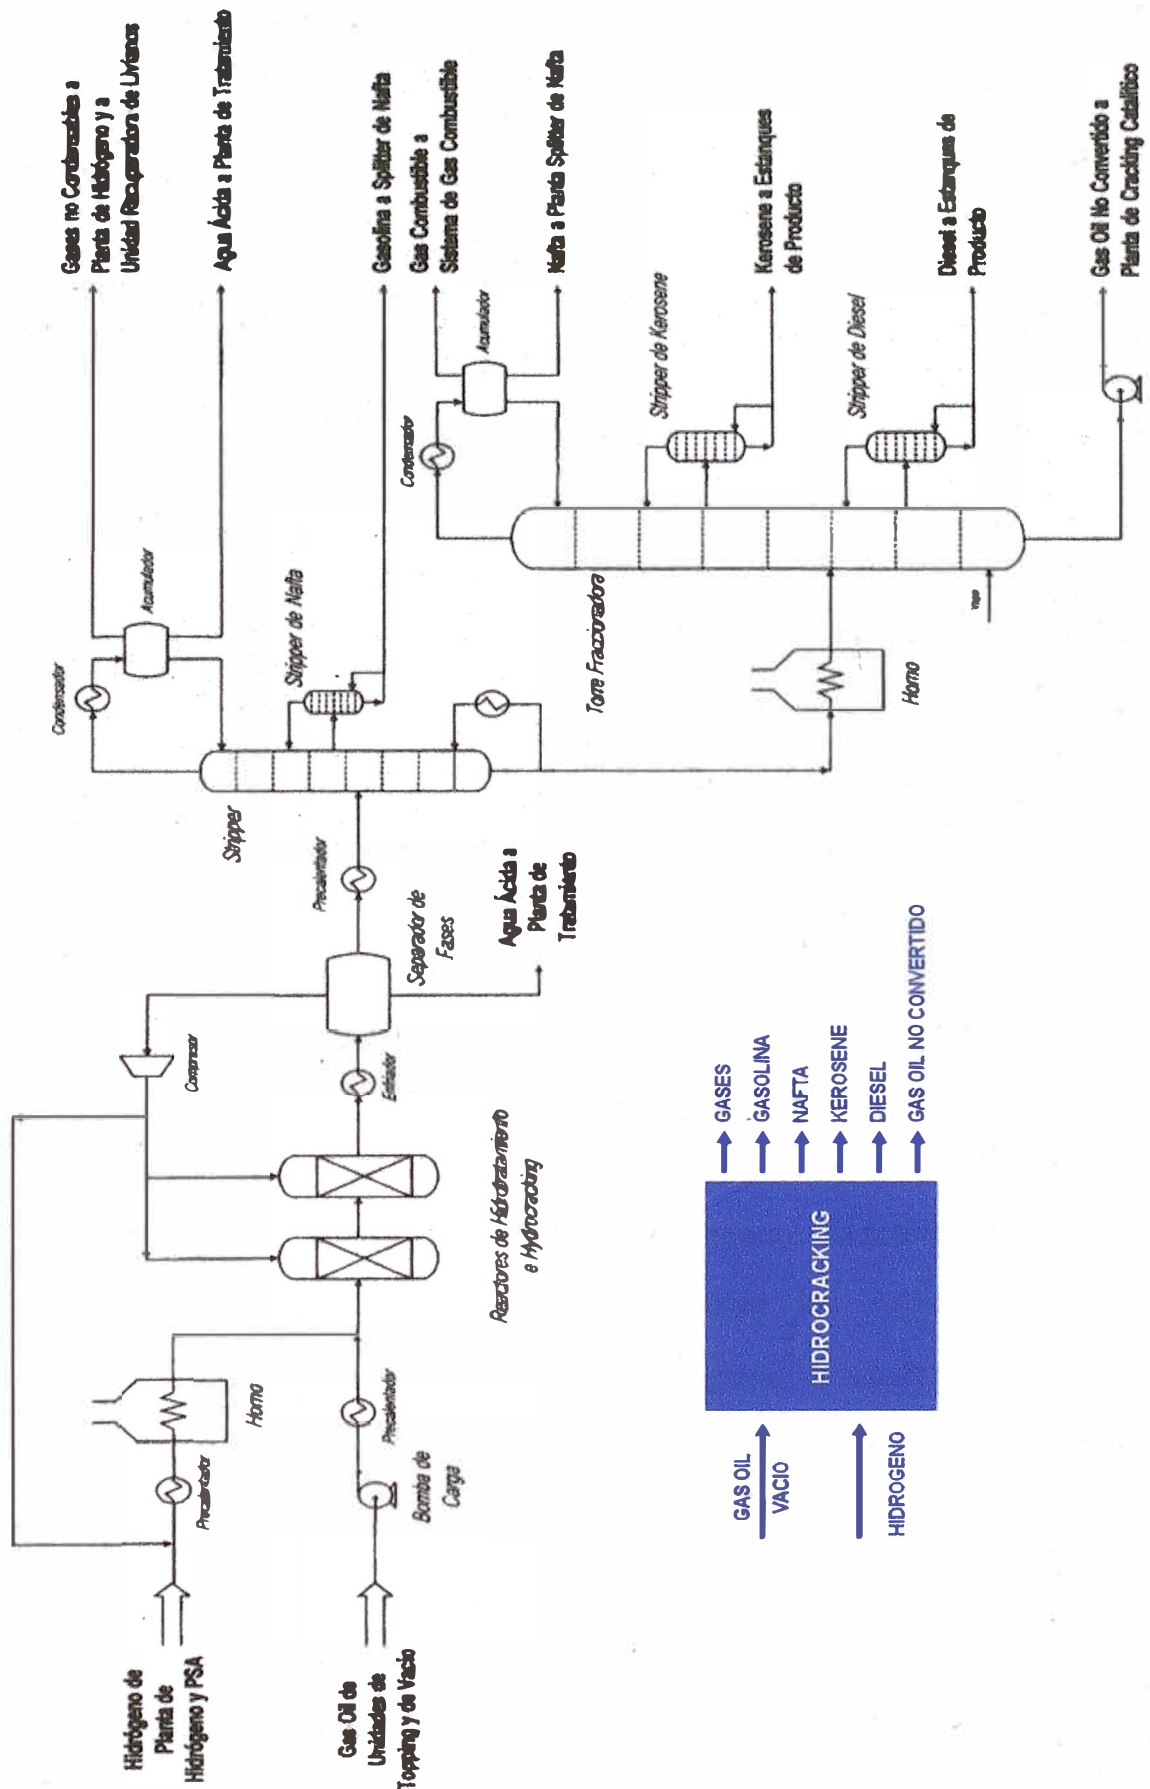 Hidrógeno de
Planta de
Hidrógeno y PSA
Gas Oil de
Unidades de
Topping y de Vacío
Precalentador
Horno
Bomba de
Carga
Precalentador
Compresor
Reactores de Hidrotratamiento
e Hydrocracking
Enfriador
Separador de
Fases
Agua Ácida a
Planta de
Tratamiento
Precalentador
Stripper
Condensador
Acumulador
Stripper de Nafta
Gases no Condensables a
Planta de Hidrógeno y a
Unidad Recuperadora de Livianos
Agua Ácida a Planta de Tratamiento
Gasolina a Splitter de Nafta
Gas Combustible a
Sistema de Gas Combustible
Nafta a Planta Splitter de Nafta
Horno
Torre Fraccionadora
Condensador
Acumulador
Stripper de Kerosene
Kerosene a Estanques
de Producto
Stripper de Diesel
Diesel a Estanques de
Producto
Gas Oil No Convertido a
Planta de Cracking Catalítico
GAS OIL
VACIO
HIDROGENO
HIDROCRACKING
GASES
GASOLINA
NAFTA
KEROSENE
DIESEL
GAS OIL NO CONVERTIDO